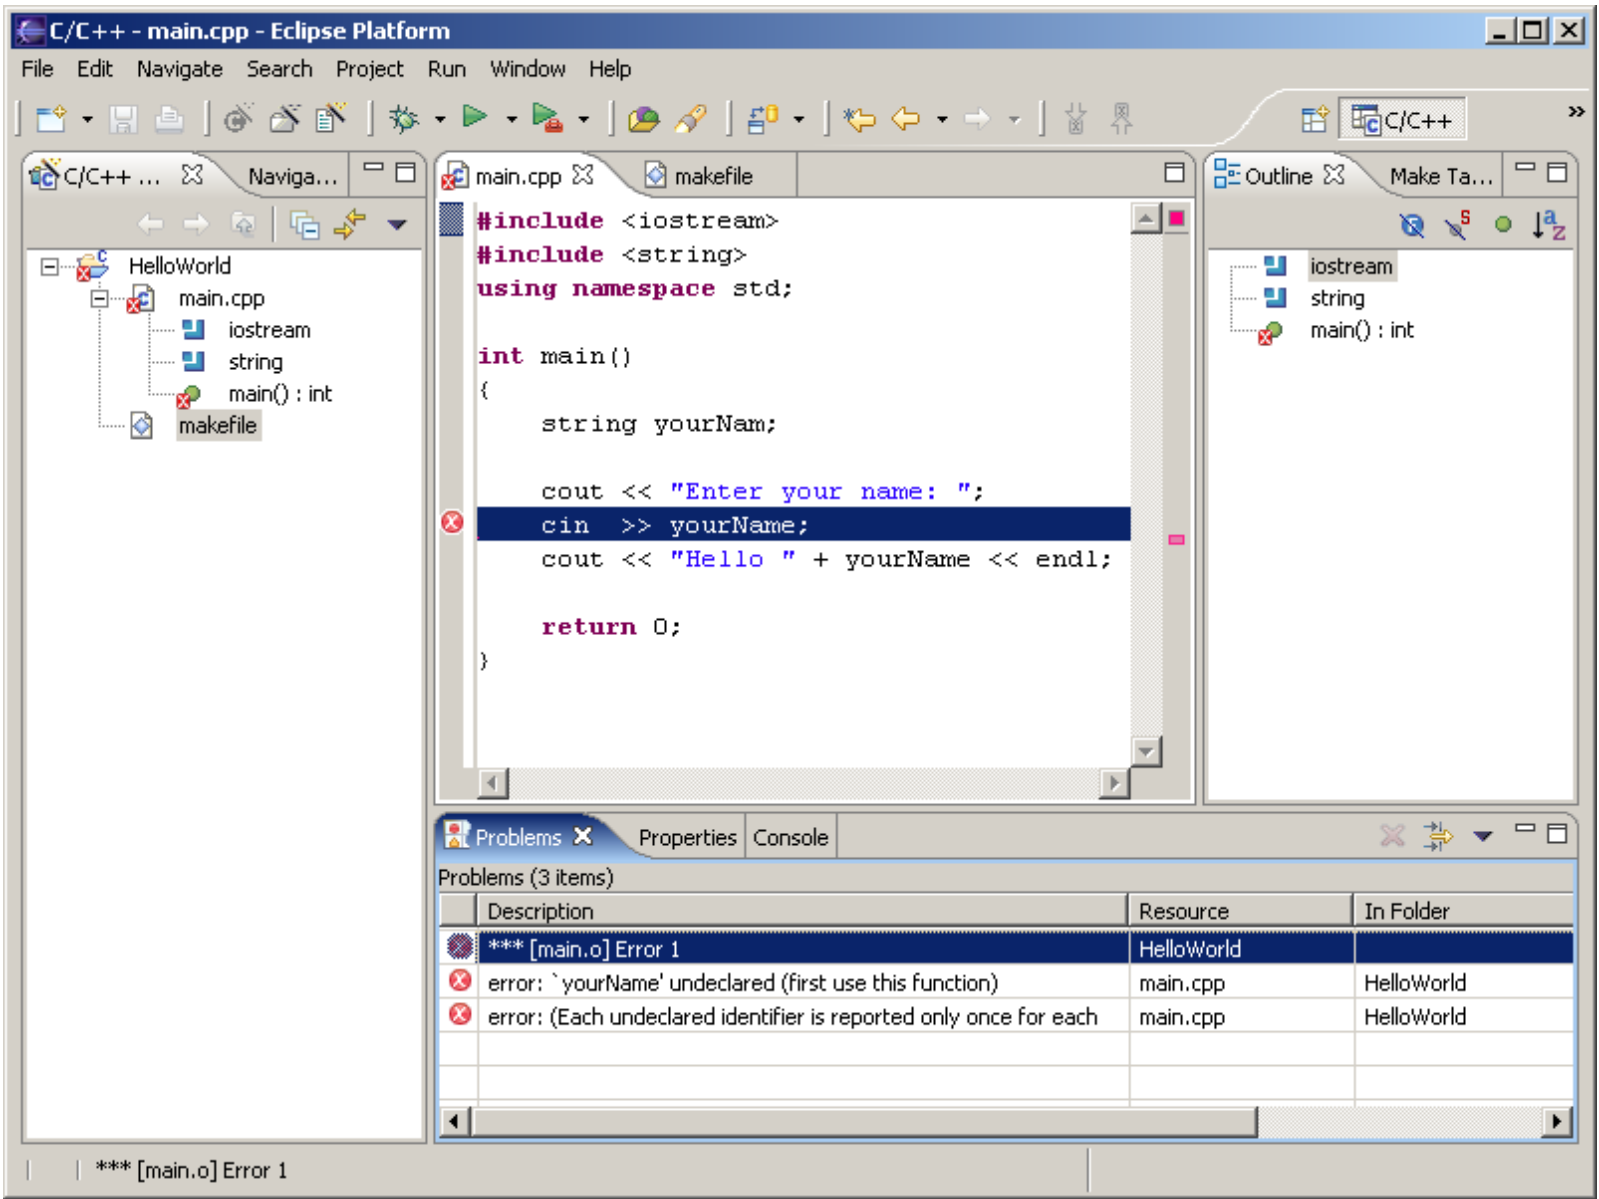 C/C++ - main.cpp - Eclipse Platform
File Edit Navigate Search Project Run Window Help
C/C++
C/C++ ... Naviga...
HelloWorld
main.cpp
iostream
string
main() : int
makefile
main.cpp makefile
#include <iostream>
#include <string>
using namespace std;
int main()
{
string yourNam;
cout << "Enter your name: ";
cin >> yourName;
cout << "Hello " + yourName << endl;
return 0;
}
Outline Make Ta...
iostream
string
main() : int
Problems Properties Console
Problems (3 items)
Description Resource In Folder
*** [main.o] Error 1 HelloWorld
error: `yourName' undeclared (first use this function) main.cpp HelloWorld
error: (Each undeclared identifier is reported only once for each main.cpp HelloWorld
*** [main.o] Error 1